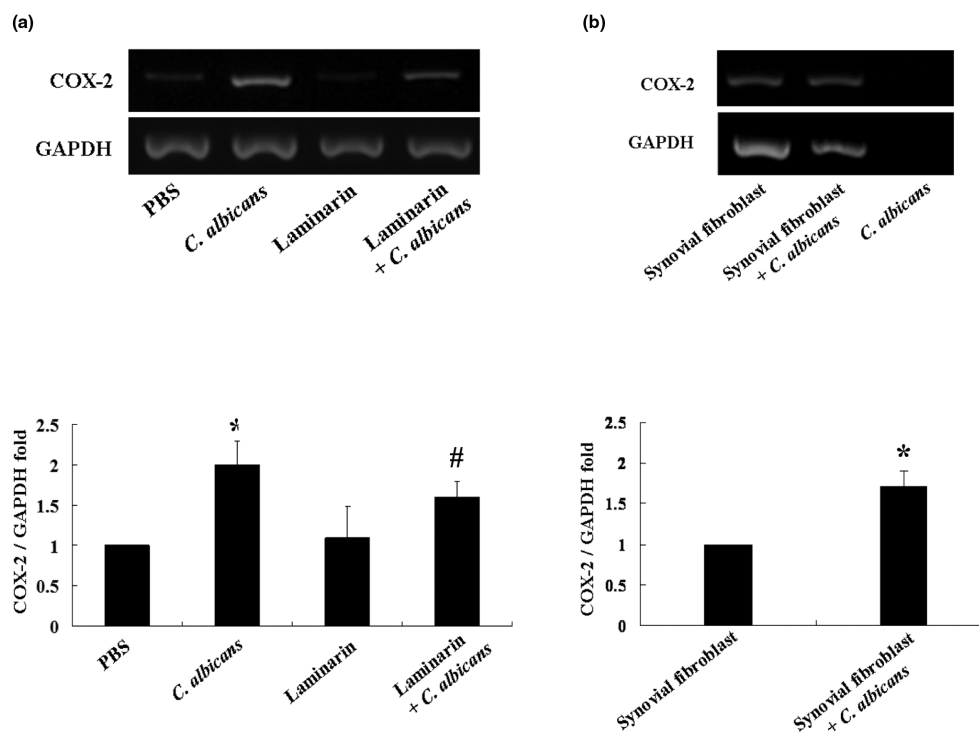 (a)
COX-2
GAPDH
PBS
C. albicans
Laminarin
Laminarin
+ C. albicans
COX-2 / GAPDH fold
2.5
2
1.5
1
0.5
0
*
#
PBS
C. albicans
Laminarin
Laminarin
+ C. albicans
(b)
COX-2
GAPDH
Synovial fibroblast
Synovial fibroblast
+ C. albicans
C. albicans
COX-2 / GAPDH fold
2.5
2
1.5
1
0.5
0
*
Synovial fibroblast
Synovial fibroblast
+ C. albicans